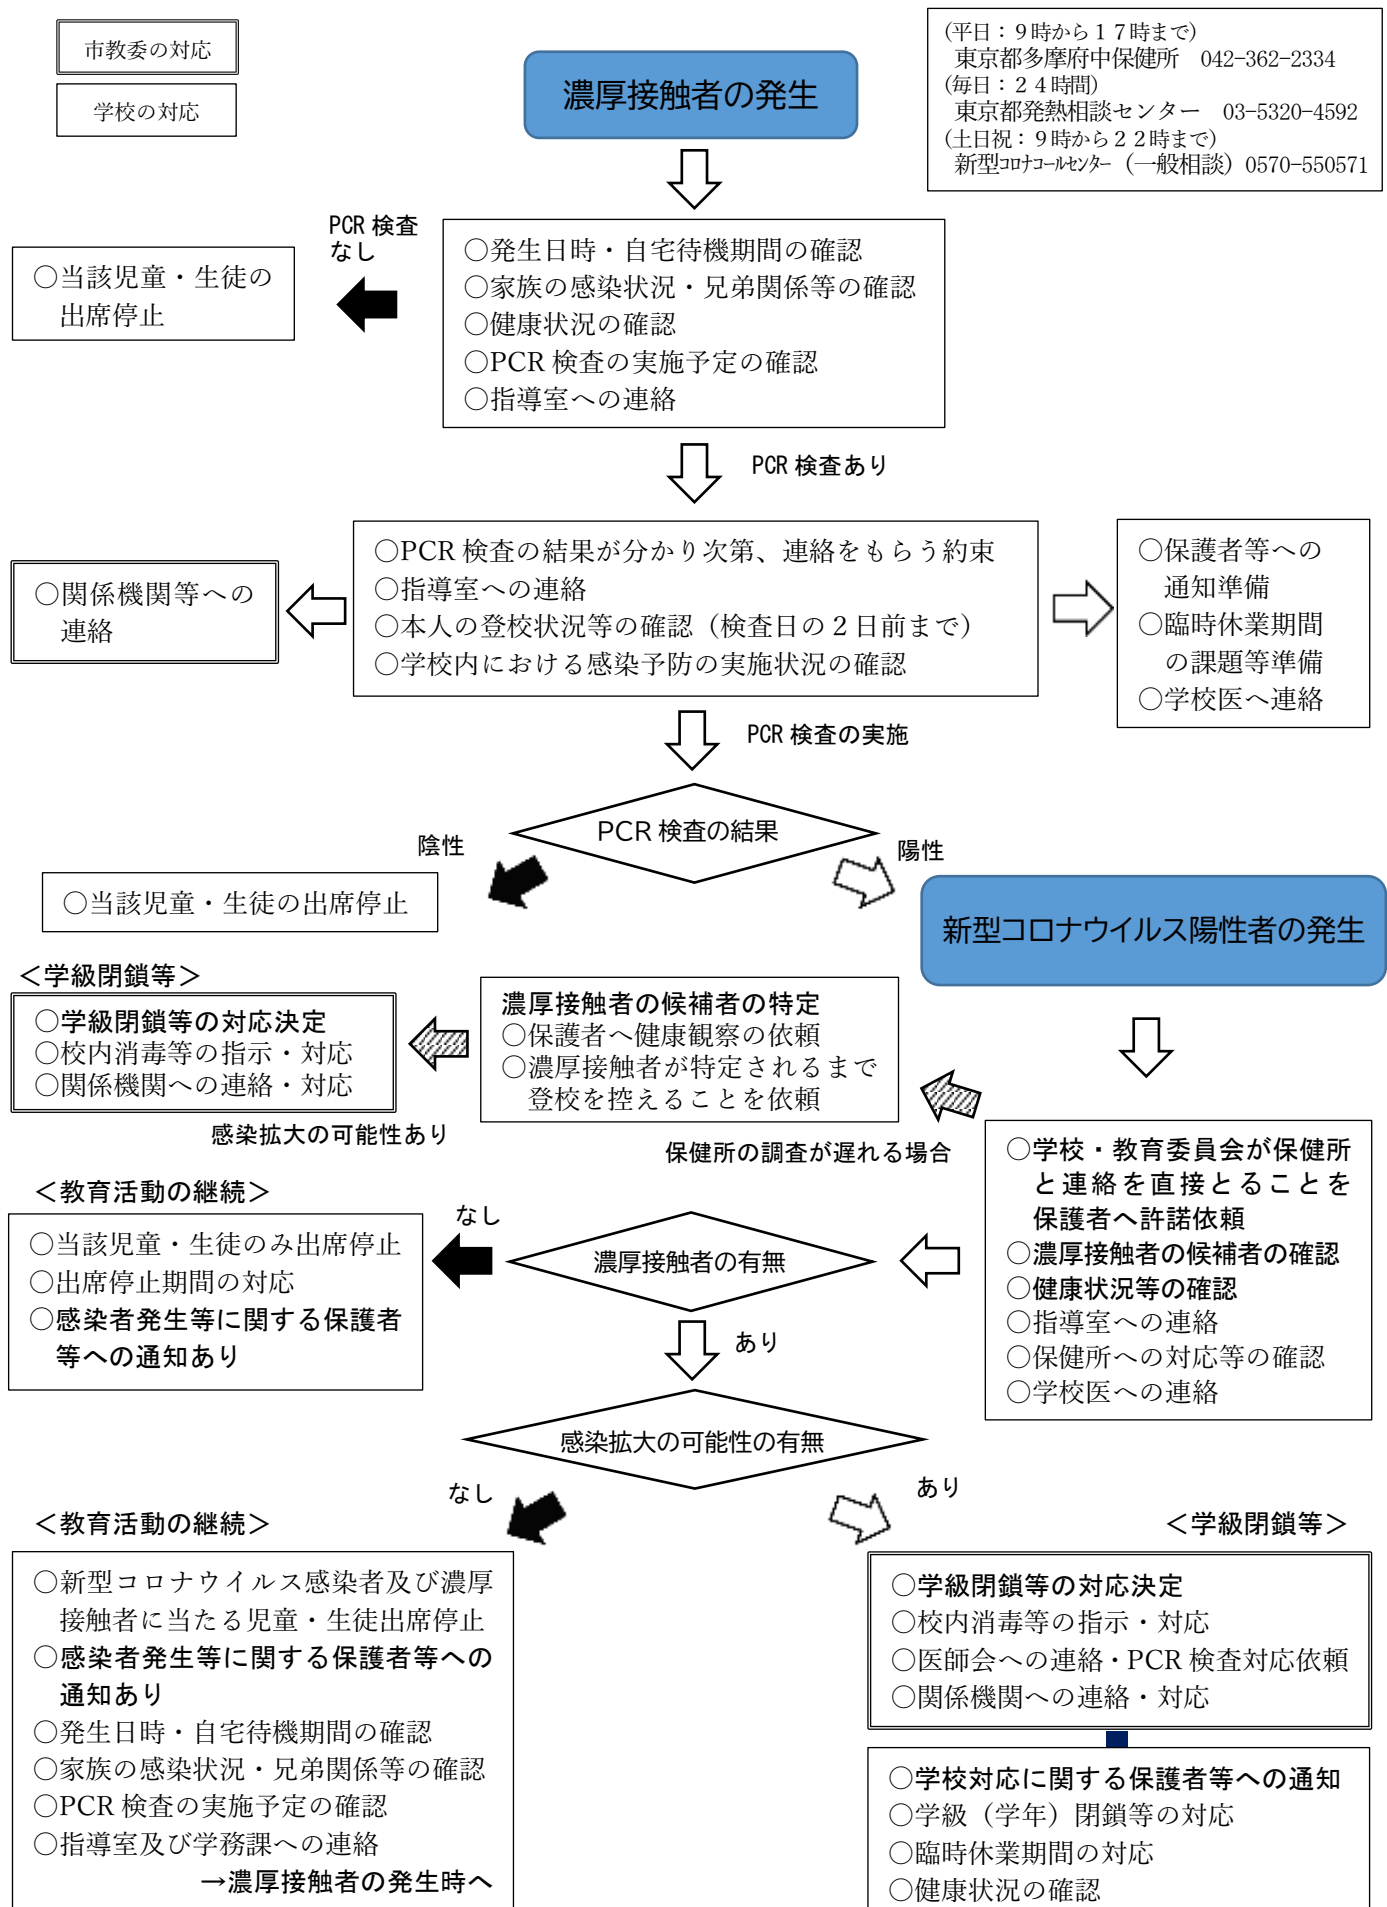 市教委の対応
学校の対応
濃厚接触者の発生
(平日：９時から１７時まで)
東京都多摩府中保健所　042-362-2334
(毎日：２４時間)
東京都発熱相談センター　03-5320-4592
(土日祝：９時から２２時まで)
新型コロナコールセンター（一般相談）0570-550571
PCR 検査
なし
○当該児童・生徒の
出席停止
○発生日時・自宅待機期間の確認
○家族の感染状況・兄弟関係等の確認
○健康状況の確認
○PCR 検査の実施予定の確認
○指導室への連絡
PCR 検査あり
○関係機関等への
連絡
○PCR 検査の結果が分かり次第、連絡をもらう約束
○指導室への連絡
○本人の登校状況等の確認（検査日の２日前まで）
○学校内における感染予防の実施状況の確認
○保護者等への
通知準備
○臨時休業期間
の課題等準備
○学校医へ連絡
PCR 検査の実施
PCR 検査の結果
陰性
陽性
○当該児童・生徒の出席停止
新型コロナウイルス陽性者の発生
＜学級閉鎖等＞
○学級閉鎖等の対応決定
○校内消毒等の指示・対応
○関係機関への連絡・対応
感染拡大の可能性あり
濃厚接触者の候補者の特定
○保護者へ健康観察の依頼
○濃厚接触者が特定されるまで
登校を控えることを依頼
保健所の調査が遅れる場合
○学校・教育委員会が保健所
と連絡を直接とることを
保護者へ許諾依頼
○濃厚接触者の候補者の確認
○健康状況等の確認
○指導室への連絡
○保健所への対応等の確認
○学校医への連絡
＜教育活動の継続＞
なし
○当該児童・生徒のみ出席停止
○出席停止期間の対応
○感染者発生等に関する保護者
等への通知あり
濃厚接触者の有無
あり
感染拡大の可能性の有無
なし
あり
＜教育活動の継続＞
○新型コロナウイルス感染者及び濃厚
接触者に当たる児童・生徒出席停止
○感染者発生等に関する保護者等への
通知あり
○発生日時・自宅待機期間の確認
○家族の感染状況・兄弟関係等の確認
○PCR 検査の実施予定の確認
○指導室及び学務課への連絡
→濃厚接触者の発生時へ
＜学級閉鎖等＞
○学級閉鎖等の対応決定
○校内消毒等の指示・対応
○医師会への連絡・PCR 検査対応依頼
○関係機関への連絡・対応
○学校対応に関する保護者等への通知
○学級（学年）閉鎖等の対応
○臨時休業期間の対応
○健康状況の確認